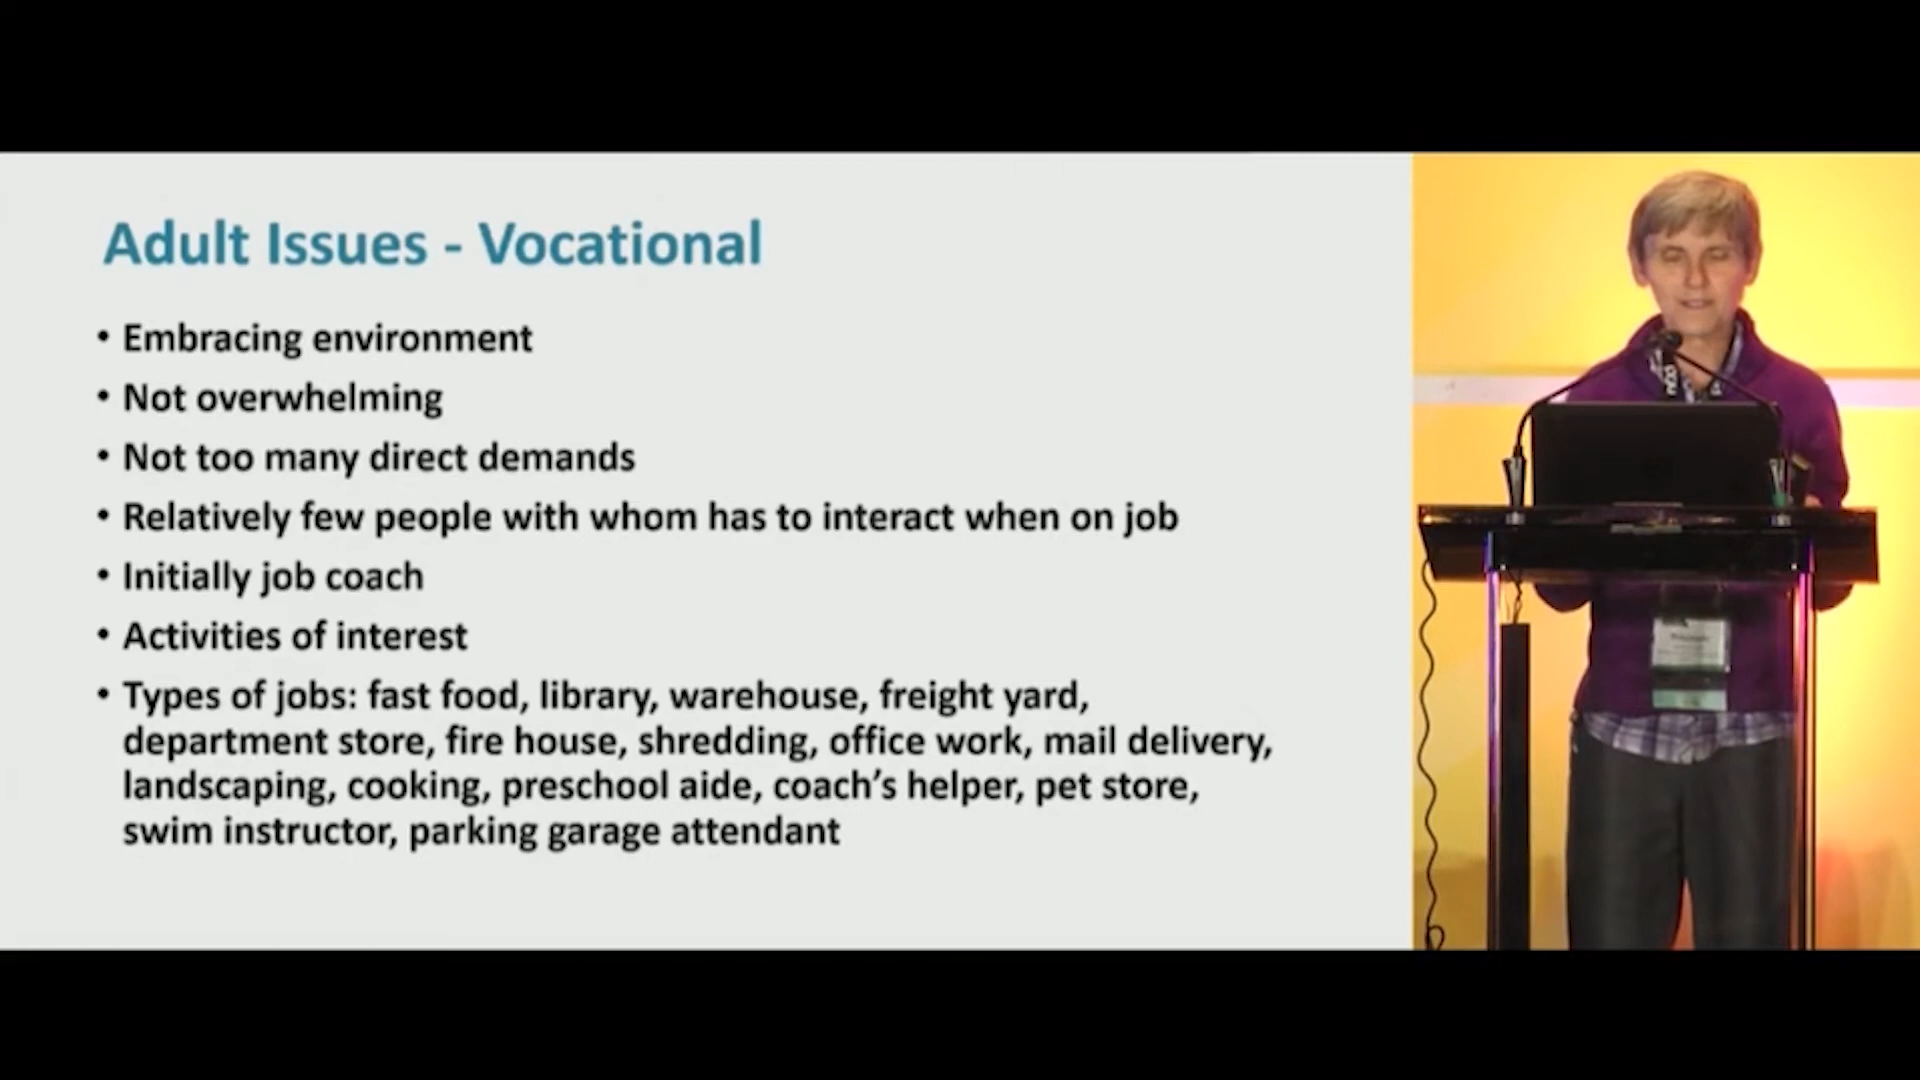 Adult Issues - Vocational
• Embracing environment
• Not overwhelming
• Not too many direct demands
• Relatively few people with whom has to interact when on job
• Initially job coach
• Activities of interest
• Types of jobs: fast food, library, warehouse, freight yard,
department store, fire house, shredding, office work, mail delivery,
landscaping, cooking, preschool aide, coach's helper, pet store,
swim instructor, parking garage attendant